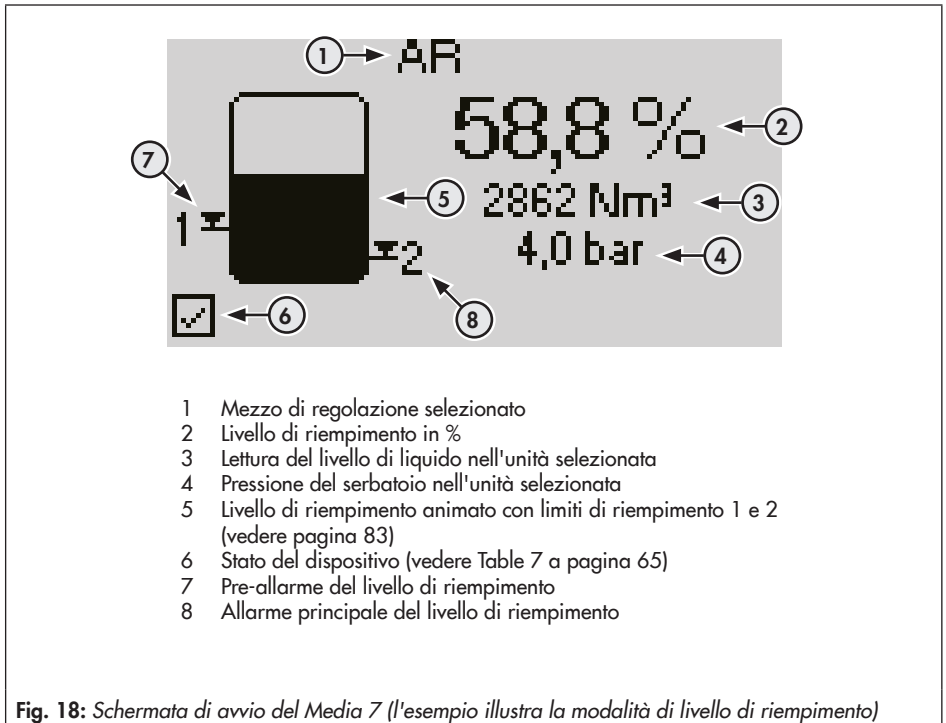 1 AR
58,8 % 2
7
5 2862 Nm³ 3
1
4,0 bar 4
2
6 8
1 Mezzo di regolazione selezionato
2 Livello di riempimento in %
3 Lettura del livello di liquido nell'unità selezionata
4 Pressione del serbatoio nell'unità selezionata
5 Livello di riempimento animato con limiti di riempimento 1 e 2
(vedere pagina 83)
6 Stato del dispositivo (vedere Table 7 a pagina 65)
7 Pre-allarme del livello di riempimento
8 Allarme principale del livello di riempimento
Fig. 18: Schermata di avvio del Media 7 (l'esempio illustra la modalità di livello di riempimento)